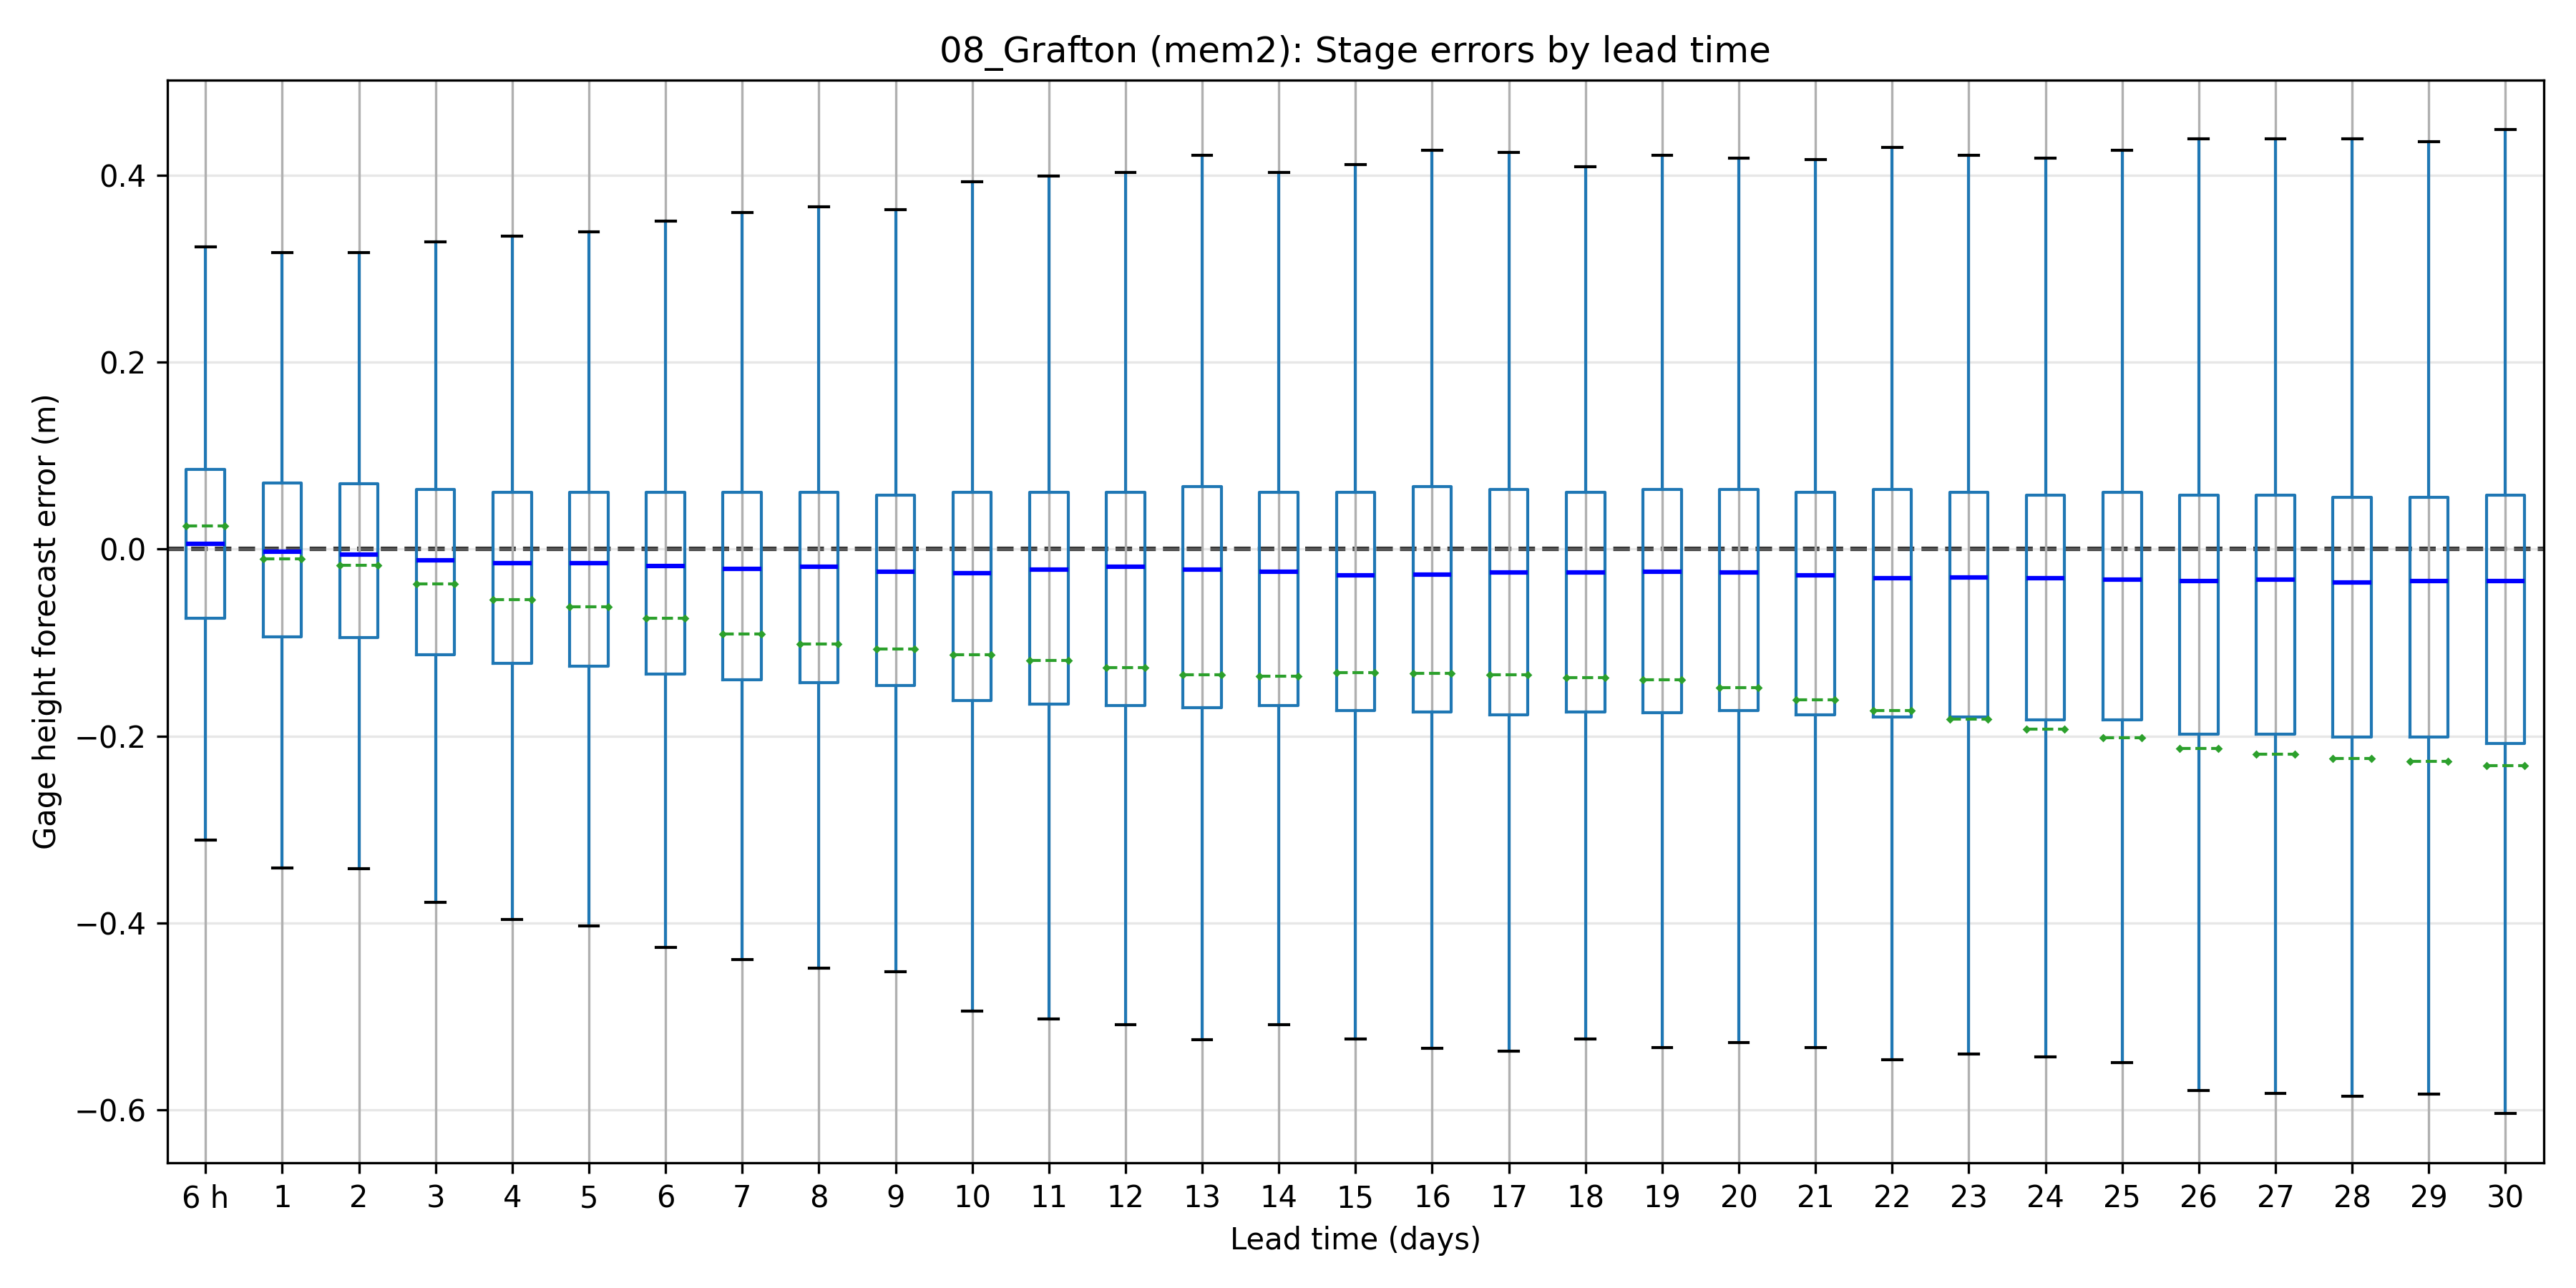 08_Grafton (mem2): Stage errors by lead time
Gage height forecast error (m)
0.4
0.2
0.0
−0.2
−0.4
−0.6
6 h 1 2 3 4 5 6 7 8 9 10 11 12 13 14 15 16 17 18 19 20 21 22 23 24 25 26 27 28 29 30
Lead time (days)